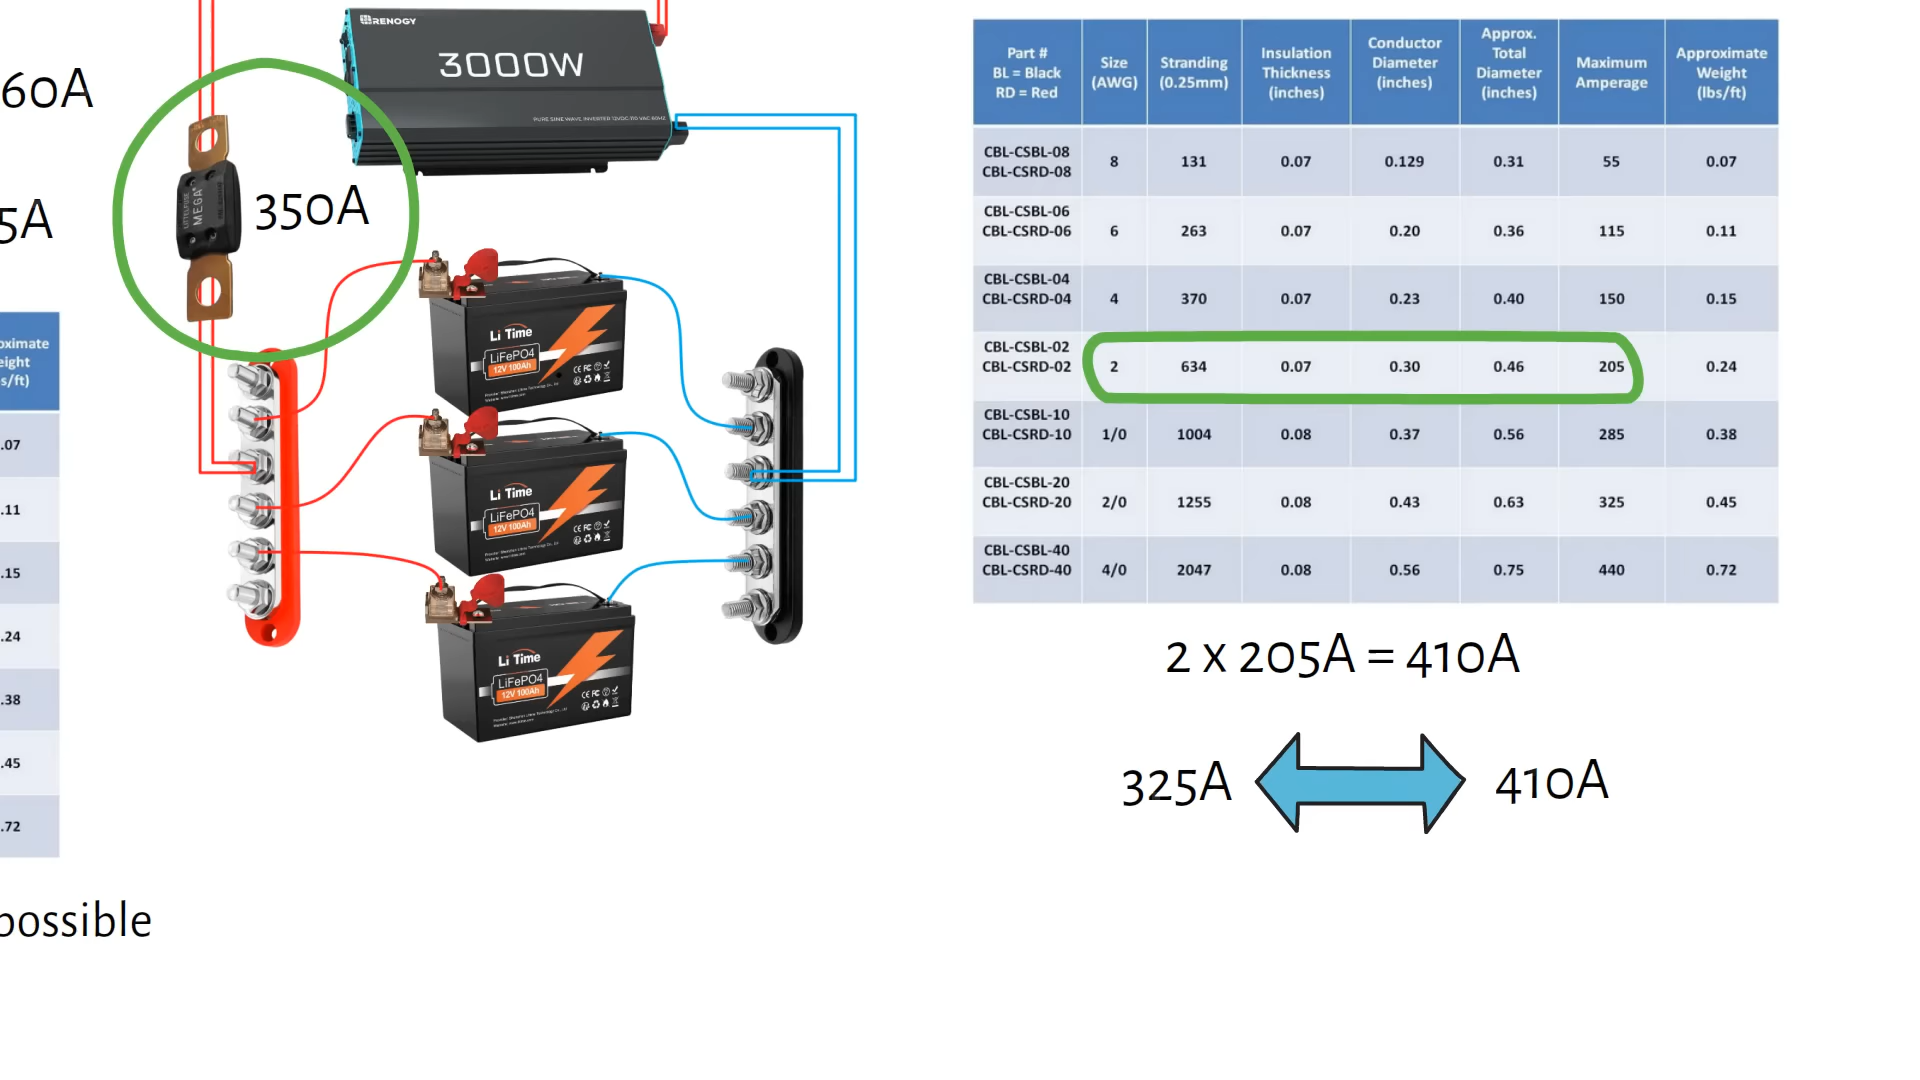 60A
5A
oximate
eight
s/ft)
.07
.11
.15
.24
.38
.45
.72
possible
RENOGY
3000W
PURE SINE WAVE INVERTER 12VDC 110 VAC 60HZ
LITTELFUSE
MEGA
350A
Li Time
LiFePO4
12V 100Ah
Li Time
LiFePO4
12V 100Ah
Li Time
LiFePO4
12V 100Ah
Part # BL = Black RD = Red Size (AWG) Stranding (0.25mm) Insulation Thickness (inches) Conductor Diameter (inches) Approx. Total Diameter (inches) Maximum Amperage Approximate Weight (lbs/ft)
CBL-CSBL-08 CBL-CSRD-08 8 131 0.07 0.129 0.31 55 0.07
CBL-CSBL-06 CBL-CSRD-06 6 263 0.07 0.20 0.36 115 0.11
CBL-CSBL-04 CBL-CSRD-04 4 370 0.07 0.23 0.40 150 0.15
CBL-CSBL-02 CBL-CSRD-02 2 634 0.07 0.30 0.46 205 0.24
CBL-CSBL-10 CBL-CSRD-10 1/0 1004 0.08 0.37 0.56 285 0.38
CBL-CSBL-20 CBL-CSRD-20 2/0 1255 0.08 0.43 0.63 325 0.45
CBL-CSBL-40 CBL-CSRD-40 4/0 2047 0.08 0.56 0.75 440 0.72
2 x 205A = 410A
325A 410A